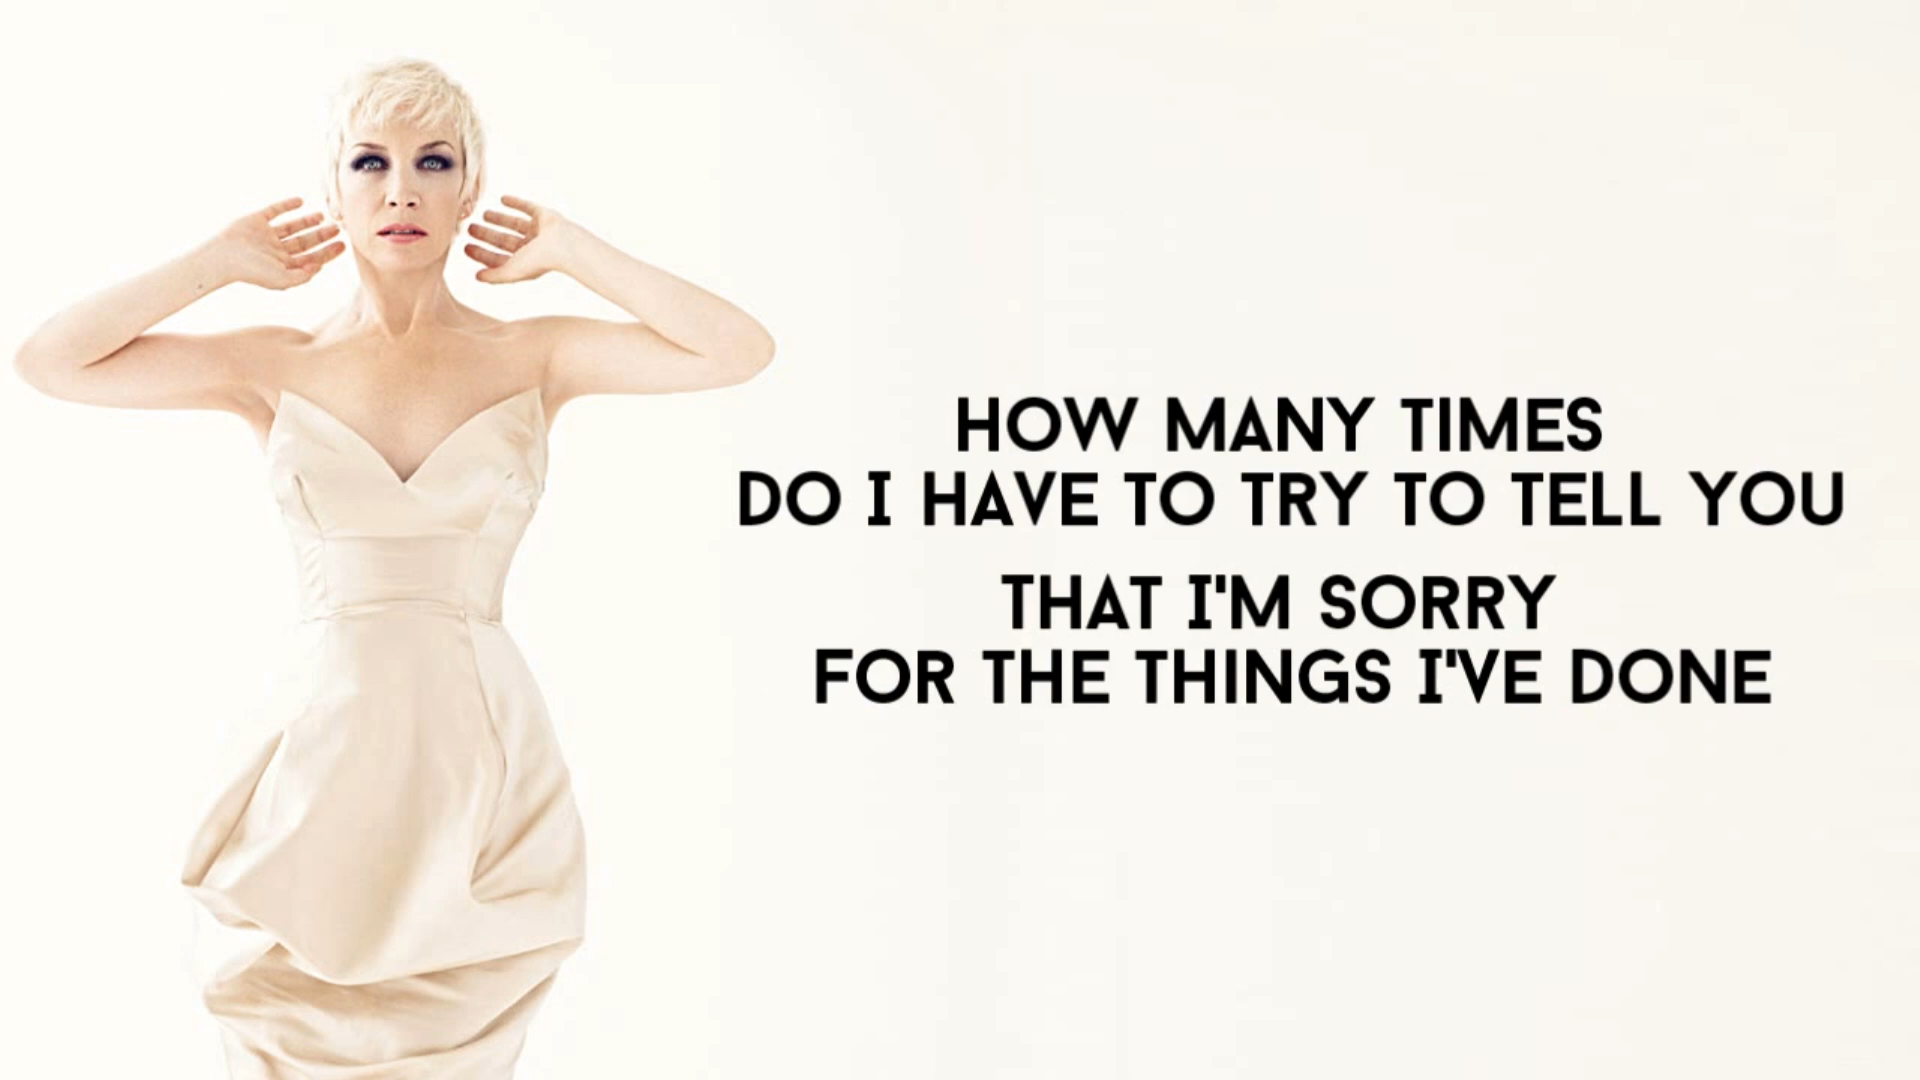 HOW MANY TIMES
DO I HAVE TO TRY TO TELL YOU
THAT I'M SORRY
FOR THE THINGS I'VE DONE